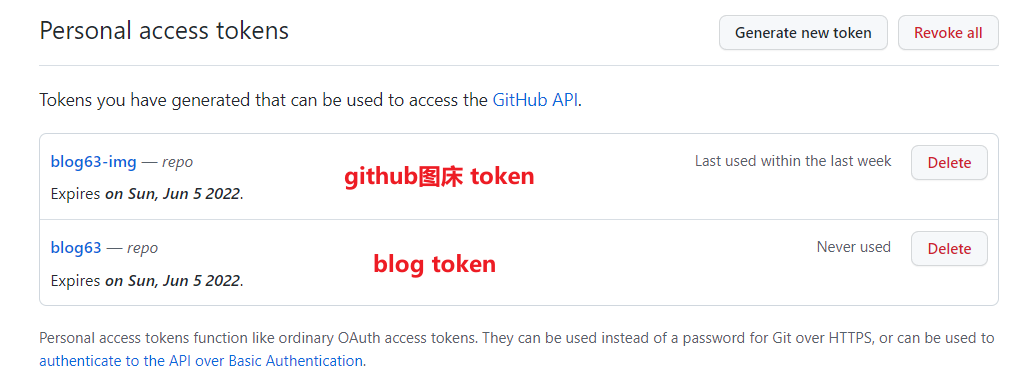 Personal access tokens
Generate new token
Revoke all
Tokens you have generated that can be used to access the GitHub API.
blog63-img — repo
Last used within the last week
Delete
github图床 token
Expires on Sun, Jun 5 2022.
blog63 — repo
Never used
Delete
blog token
Expires on Sun, Jun 5 2022.
Personal access tokens function like ordinary OAuth access tokens. They can be used instead of a password for Git over HTTPS, or can be used to
authenticate to the API over Basic Authentication.